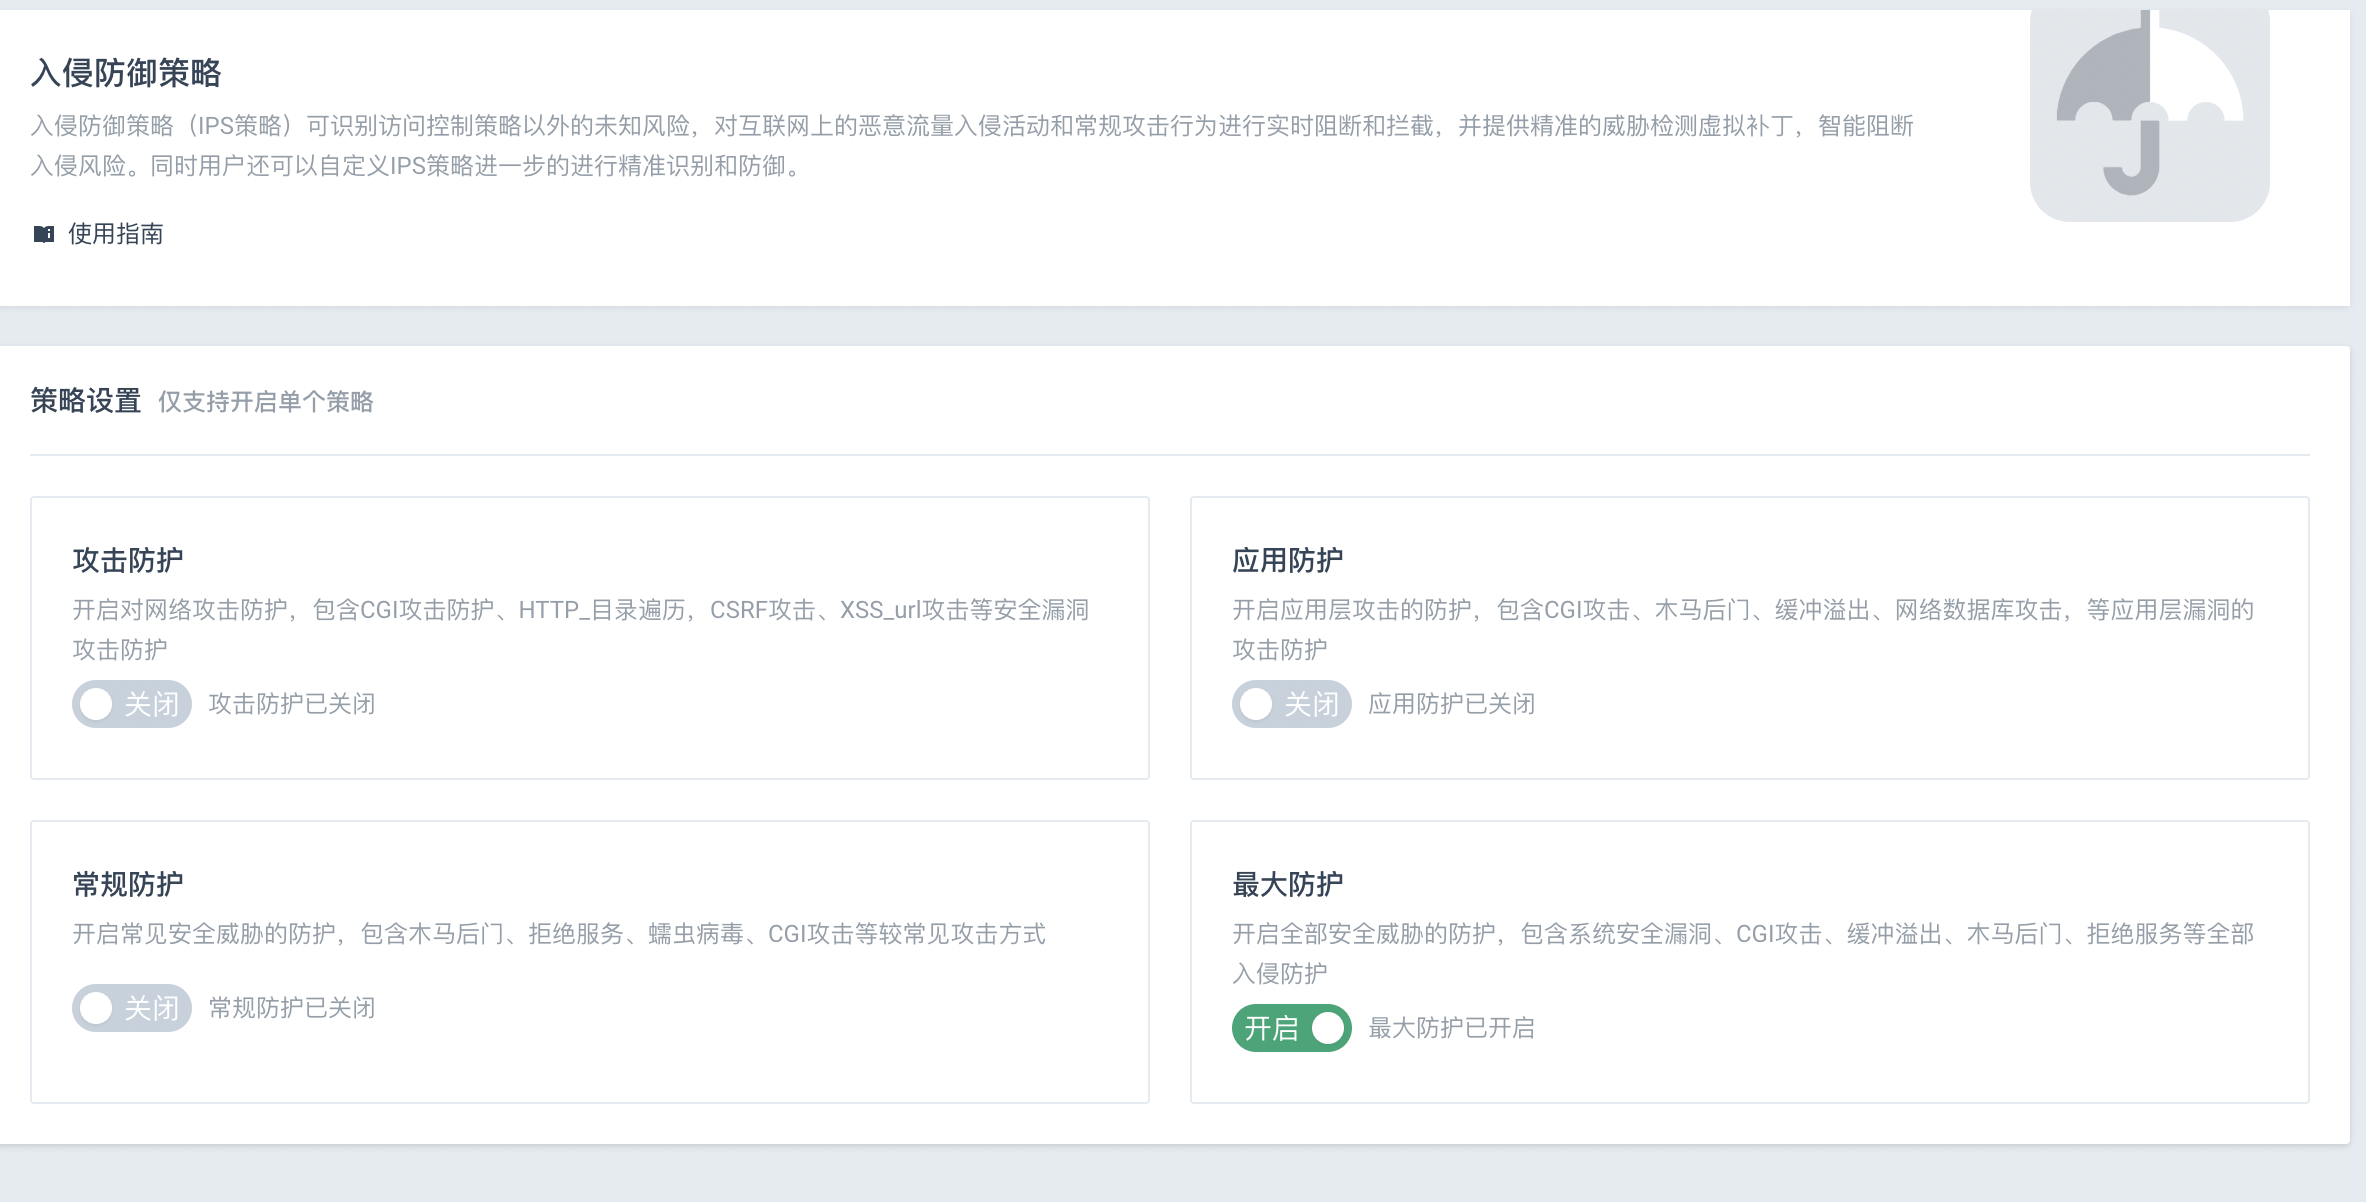 入侵防御策略
入侵防御策略（IPS策略）可识别访问控制策略以外的未知风险，对互联网上的恶意流量入侵活动和常规攻击行为进行实时阻断和拦截，并提供精准的威胁检测虚拟补丁，智能阻断
入侵风险。同时用户还可以自定义IPS策略进一步的进行精准识别和防御。
使用指南
策略设置 仅支持开启单个策略
攻击防护
开启对网络攻击防护，包含CGI攻击防护、HTTP_目录遍历，CSRF攻击、XSS_url攻击等安全漏洞
攻击防护
关闭 攻击防护已关闭
应用防护
开启应用层攻击的防护，包含CGI攻击、木马后门、缓冲溢出、网络数据库攻击，等应用层漏洞的
攻击防护
关闭 应用防护已关闭
常规防护
开启常见安全威胁的防护，包含木马后门、拒绝服务、蠕虫病毒、CGI攻击等较常见攻击方式
关闭 常规防护已关闭
最大防护
开启全部安全威胁的防护，包含系统安全漏洞、CGI攻击、缓冲溢出、木马后门、拒绝服务等全部
入侵防护
开启 最大防护已开启